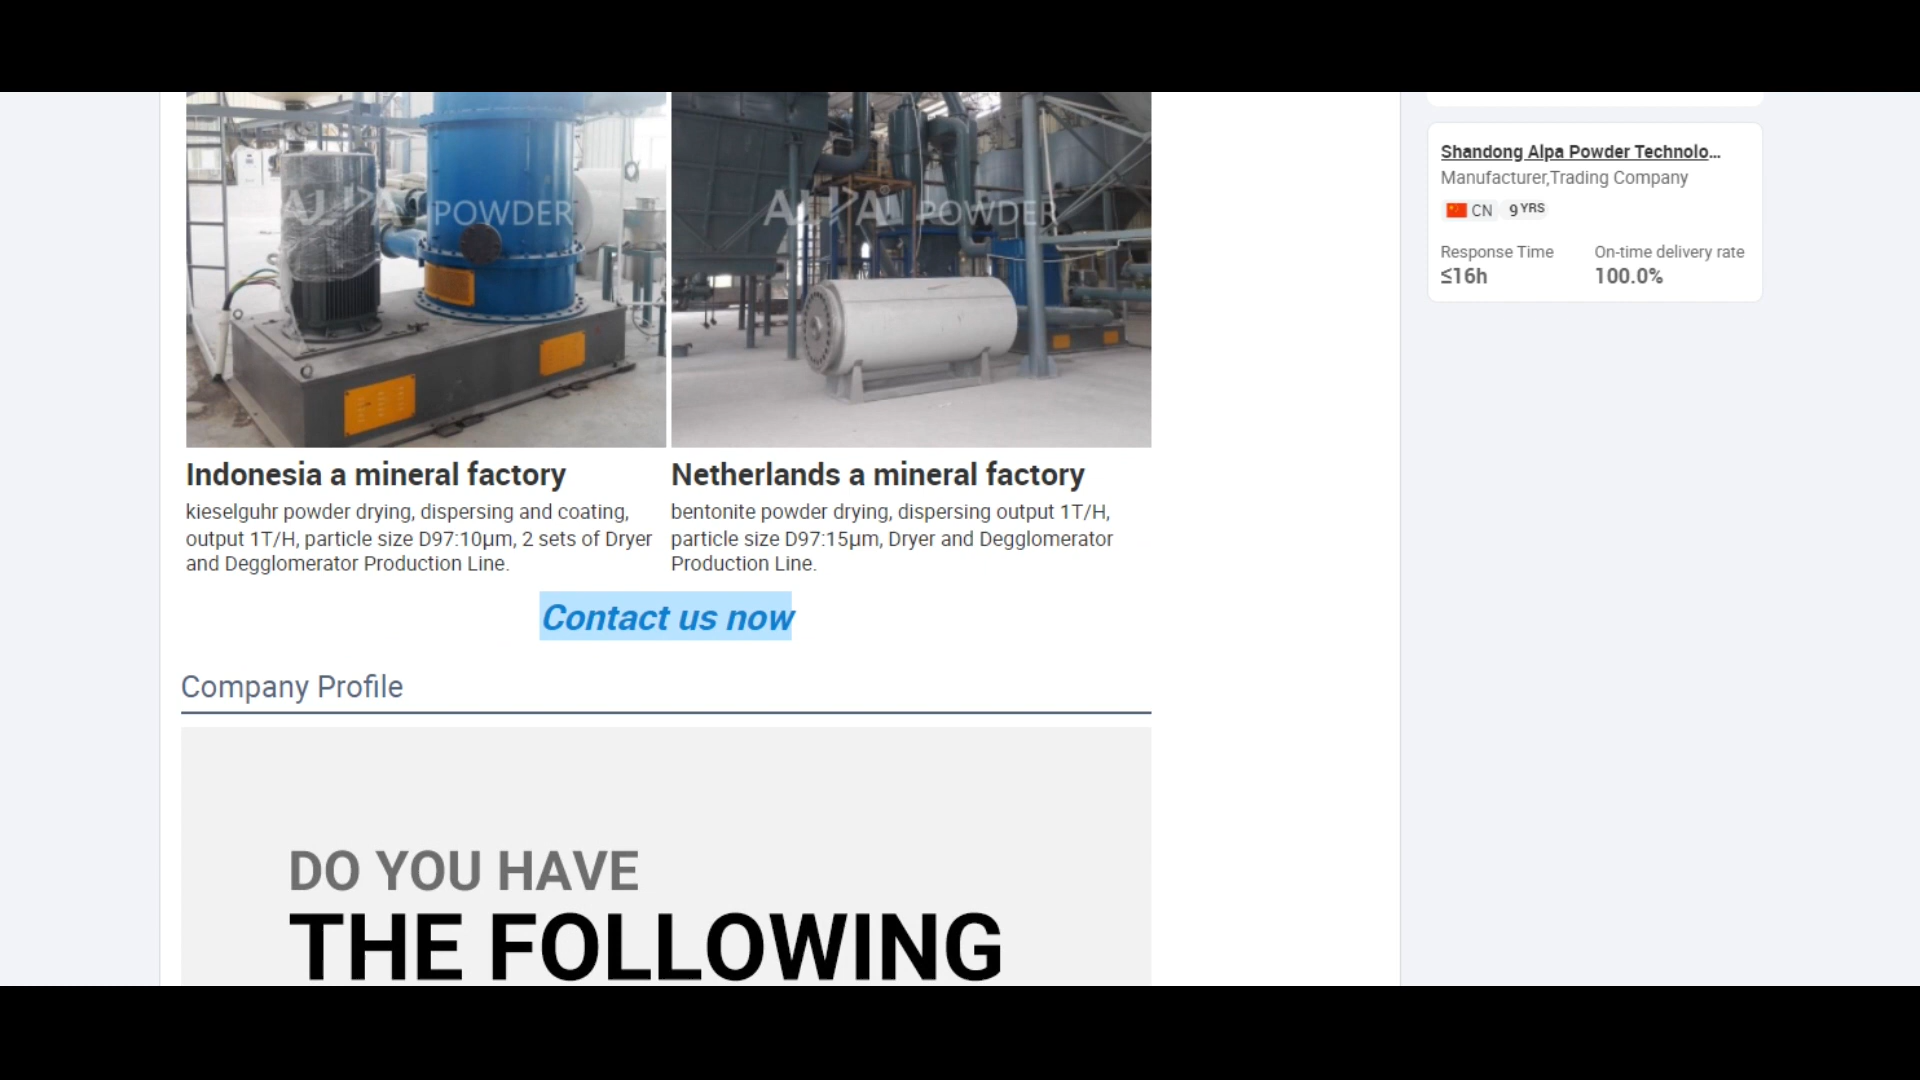 ALPA POWDER
ALPA® POWDER
Indonesia a mineral factory
kieselguhr powder drying, dispersing and coating,
output 1T/H, particle size D97:10μm, 2 sets of Dryer
and Degglomerator Production Line.
Netherlands a mineral factory
bentonite powder drying, dispersing output 1T/H,
particle size D97:15μm, Dryer and Degglomerator
Production Line.
Contact us now
Company Profile
DO YOU HAVE
THE FOLLOWING
Shandong Alpa Powder Technolo...
Manufacturer,Trading Company
CN 9 YRS
Response Time
≤16h
On-time delivery rate
100.0%